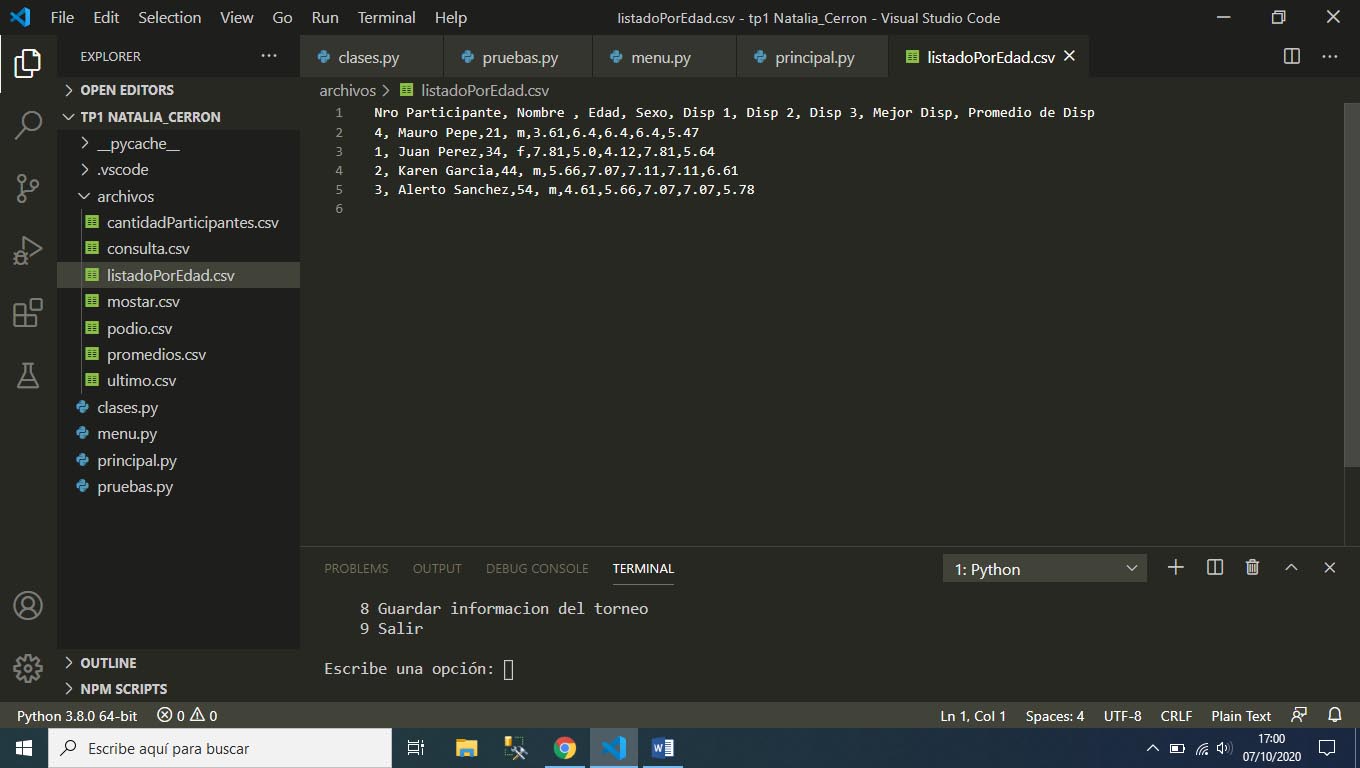 File Edit Selection View Go Run Terminal Help listadoPorEdad.csv - tp1 Natalia_Cerron - Visual Studio Code
EXPLORER
OPEN EDITORS
TP1 NATALIA_CERRON
__pycache__
.vscode
archivos
cantidadParticipantes.csv
consulta.csv
listadoPorEdad.csv
mostar.csv
podio.csv
promedios.csv
ultimo.csv
clases.py
menu.py
principal.py
pruebas.py
OUTLINE
NPM SCRIPTS
clases.py pruebas.py menu.py principal.py listadoPorEdad.csv
archivos > listadoPorEdad.csv
1 Nro Participante, Nombre , Edad, Sexo, Disp 1, Disp 2, Disp 3, Mejor Disp, Promedio de Disp
2 4, Mauro Pepe,21, m,3.61,6.4,6.4,6.4,5.47
3 1, Juan Perez,34, f,7.81,5.0,4.12,7.81,5.64
4 2, Karen Garcia,44, m,5.66,7.07,7.11,7.11,6.61
5 3, Alerto Sanchez,54, m,4.61,5.66,7.07,7.07,5.78
6
PROBLEMS OUTPUT DEBUG CONSOLE TERMINAL 1: Python
8 Guardar informacion del torneo
9 Salir
Escribe una opción:
Python 3.8.0 64-bit 0 0 Ln 1, Col 1 Spaces: 4 UTF-8 CRLF Plain Text
Escribe aquí para buscar
17:00
07/10/2020